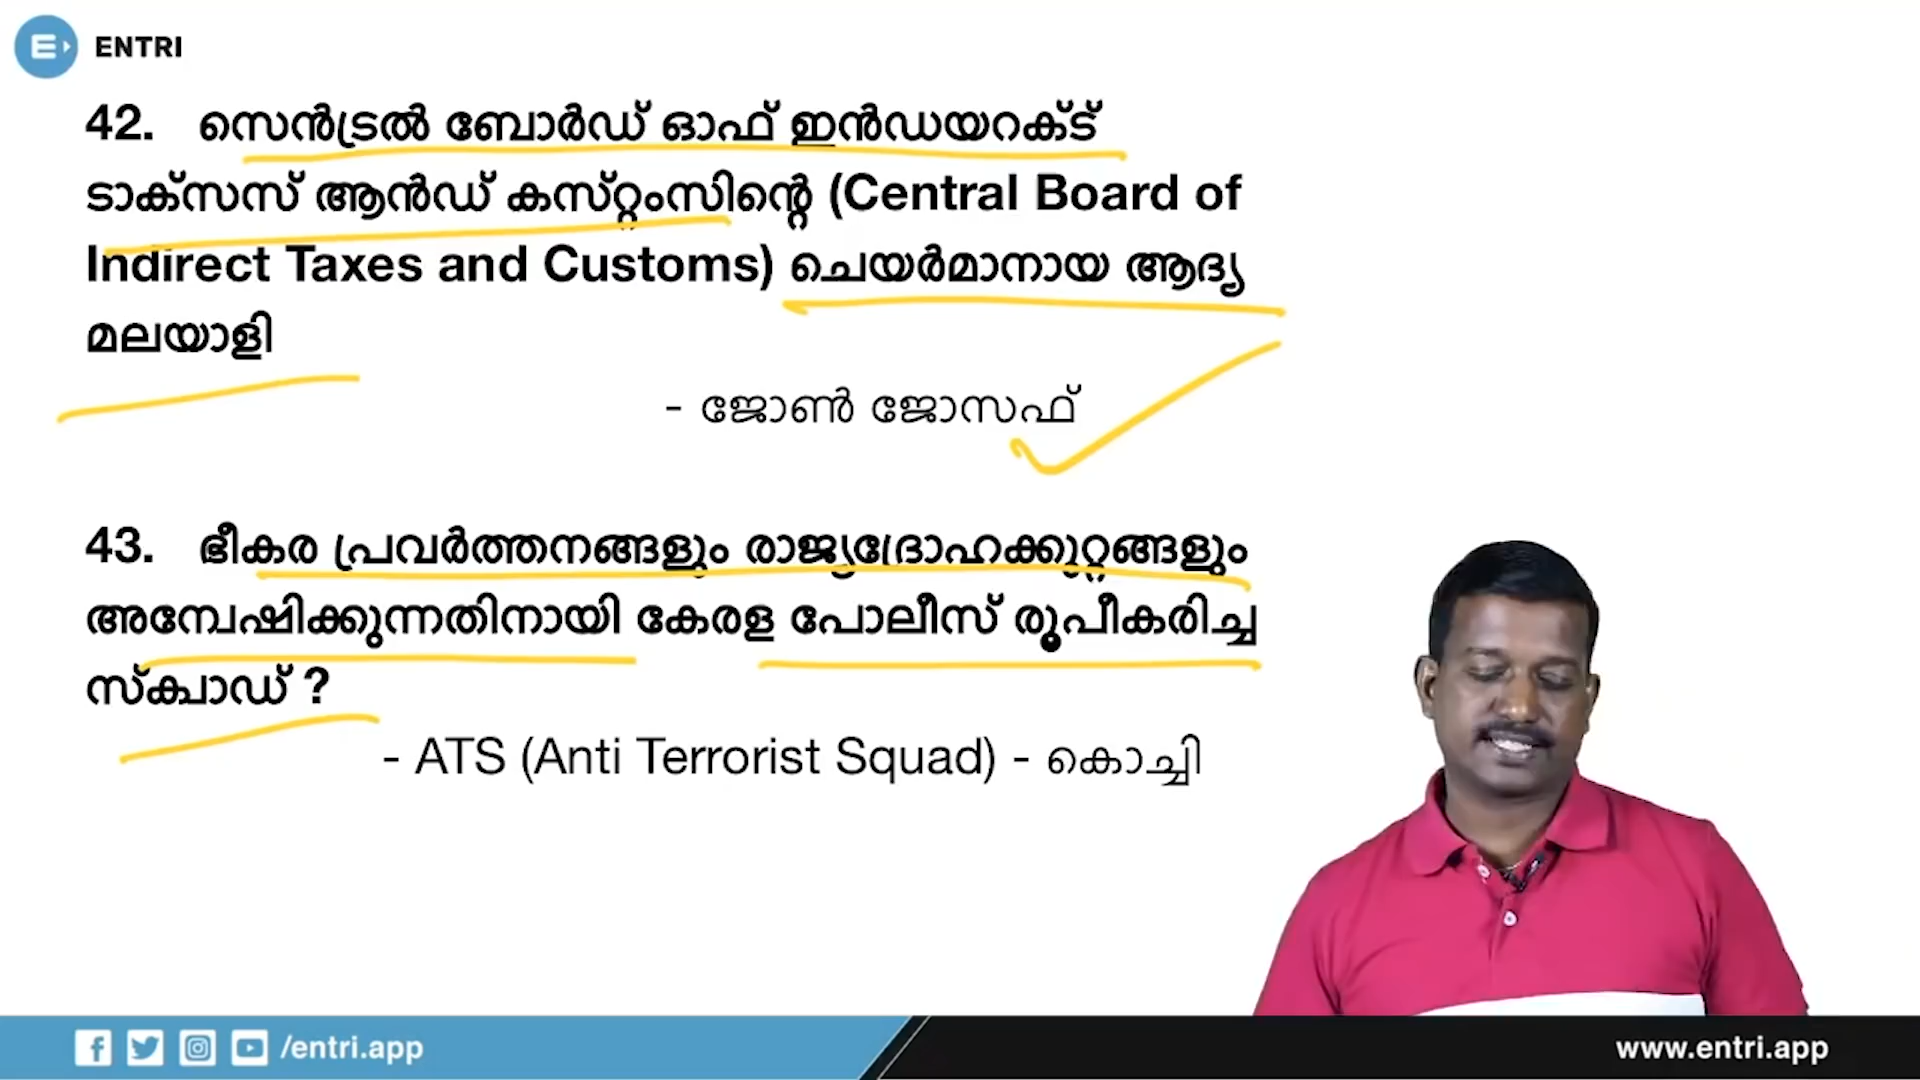 ENTRI
42. സെൻട്രൽ ബോർഡ് ഓഫ് ഇൻഡയറക്ട്
ടാക്സസ് ആൻഡ് കസ്റ്റംസിന്റെ (Central Board of
Indirect Taxes and Customs) ചെയർമാനായ ആദ്യ
മലയാളി
- ജോൺ ജോസഫ്
43. ഭീകര പ്രവർത്തനങ്ങളും രാജ്യദ്രോഹക്കുറ്റങ്ങളും
അന്വേഷിക്കുന്നതിനായി കേരള പോലീസ് രൂപീകരിച്ച
സ്ക്വാഡ് ?
- ATS (Anti Terrorist Squad) - കൊച്ചി
/entri.app
www.entri.app